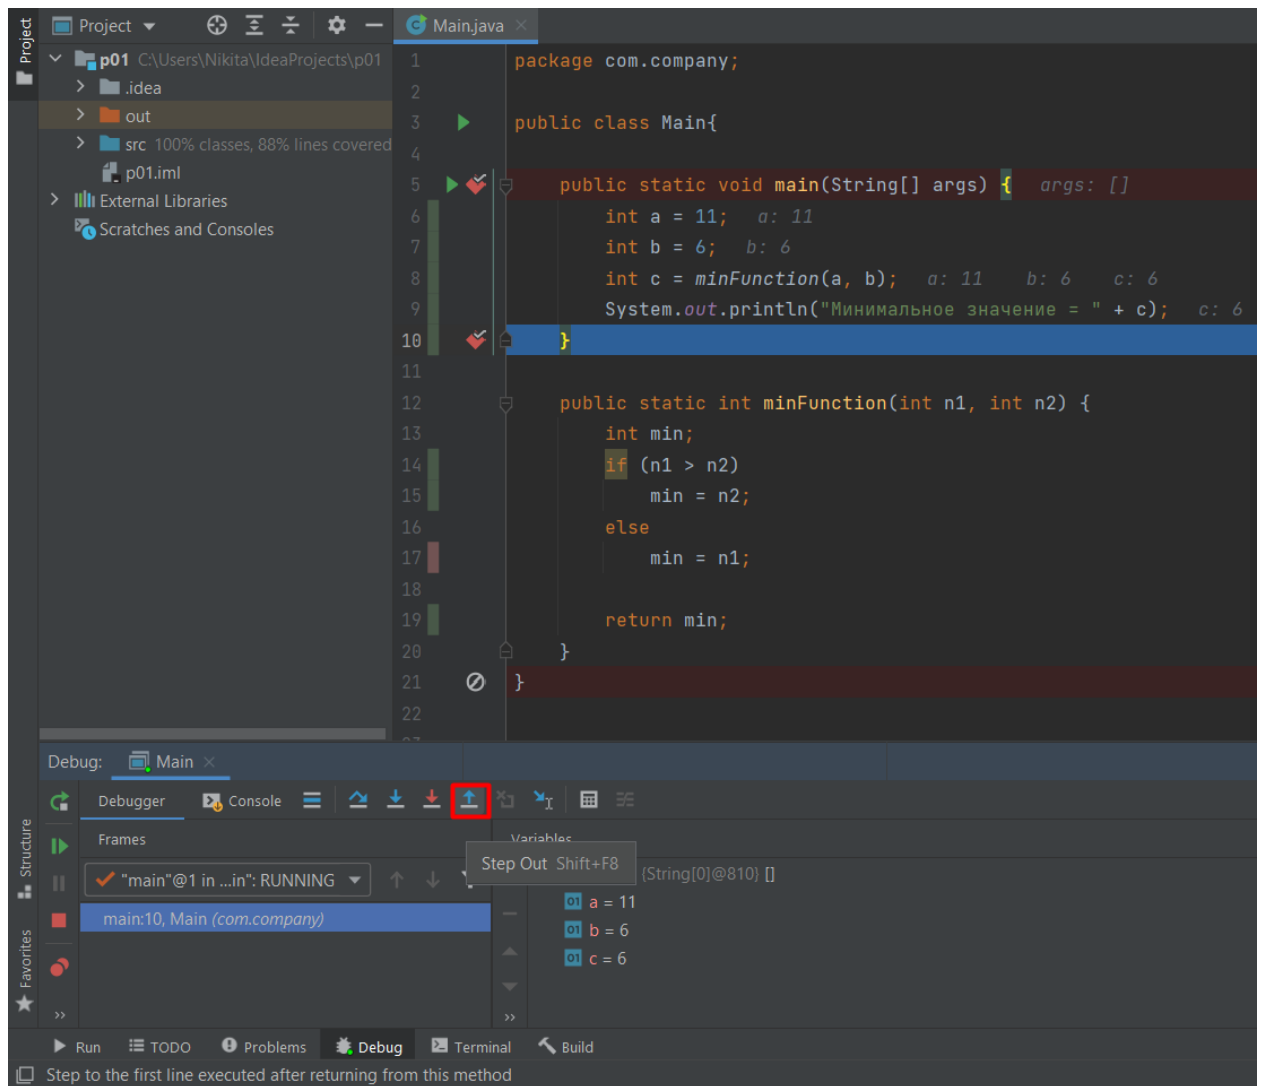 Project
Project
Main.java
p01 C:\Users\Nikita\IdeaProjects\p01
.idea
out
src 100% classes, 88% lines covered
p01.iml
External Libraries
Scratches and Consoles
1 package com.company;
2
3 public class Main{
4
5 public static void main(String[] args) { args: []
6 int a = 11; a: 11
7 int b = 6; b: 6
8 int c = minFunction(a, b); a: 11 b: 6 c: 6
9 System.out.println("Минимальное значение = " + c); c: 6
10 }
11
12 public static int minFunction(int n1, int n2) {
13 int min;
14 if (n1 > n2)
15 min = n2;
16 else
17 min = n1;
18
19 return min;
20 }
21 }
22
Debug: Main
Debugger Console
Frames
Variables
Step Out Shift+F8
"main"@1 in ...in": RUNNING
{String[0]@810} []
main:10, Main (com.company)
01 a = 11
01 b = 6
01 c = 6
Structure
Favorites
Run TODO Problems Debug Terminal Build
Step to the first line executed after returning from this method